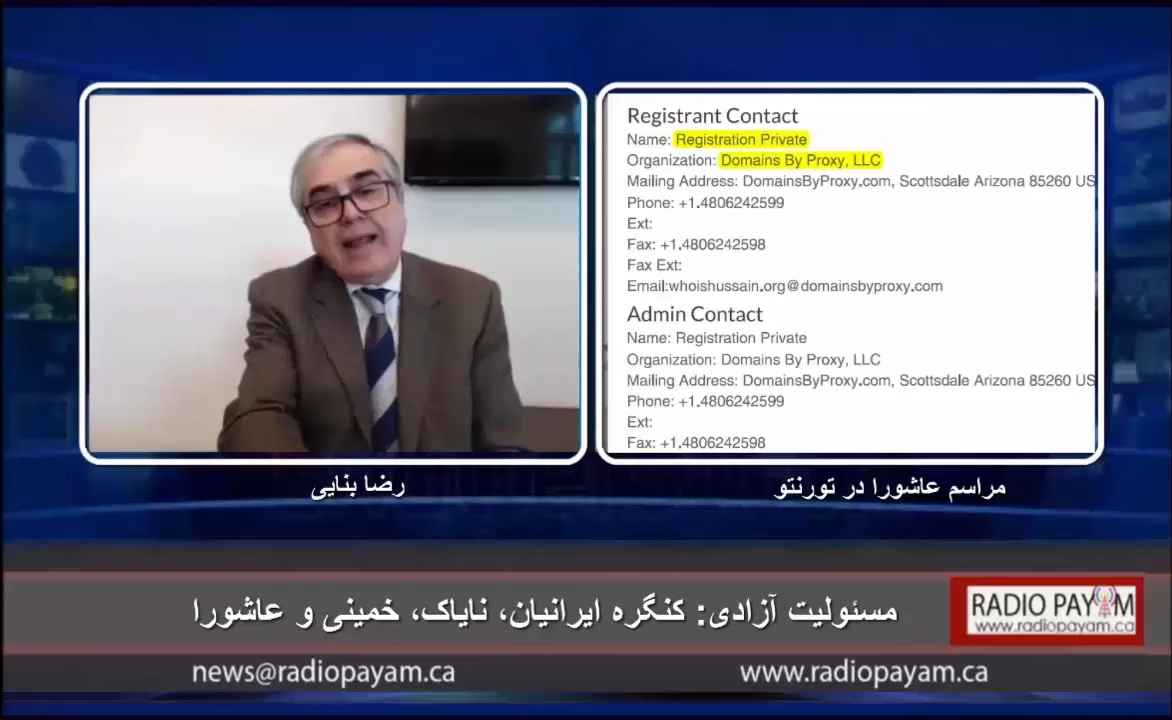 Registrant Contact
Name: Registration Private
Organization: Domains By Proxy, LLC
Mailing Address: DomainsByProxy.com, Scottsdale Arizona 85260 US
Phone: +1.4806242599
Ext:
Fax: +1.4806242598
Fax Ext:
Email:whoishussain.org@domainsbyproxy.com
Admin Contact
Name: Registration Private
Organization: Domains By Proxy, LLC
Mailing Address: DomainsByProxy.com, Scottsdale Arizona 85260 US
Phone: +1.4806242599
Ext:
Fax: +1.4806242598
رضا بنایی
مراسم عاشورا در تورنتو
مسئولیت آزادی: کنگره ایرانیان، نایاک، خمینی و عاشورا
RADIO PAYAM
www.radiopayam.ca
news@radiopayam.ca
www.radiopayam.ca